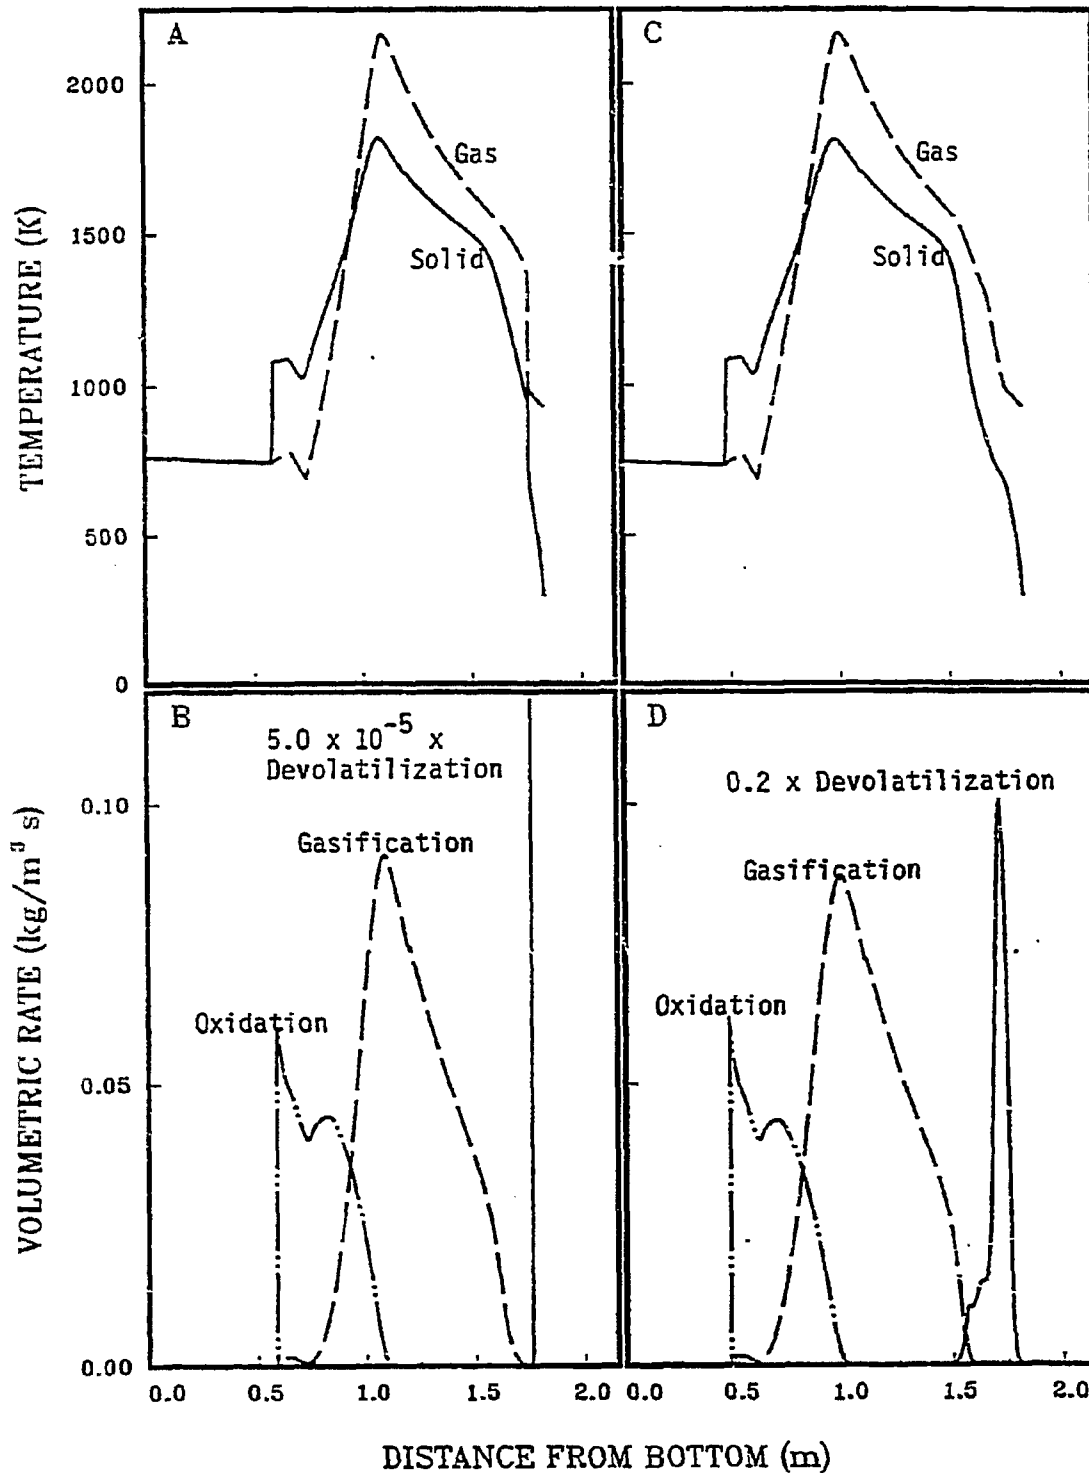 A
C
2000
1500
1000
500
0
TEMPERATURE (K)
Gas
Solid
Gas
Solid
B
D
5.0 x 10⁻⁵ x
Devolatilization
0.2 x Devolatilization
Gasification
Gasification
Oxidation
Oxidation
0.10
0.05
0.00
VOLUMETRIC RATE (kg/m³ s)
0.0 0.5 1.0 1.5 2.0 0.0 0.5 1.0 1.5 2.0
DISTANCE FROM BOTTOM (m)